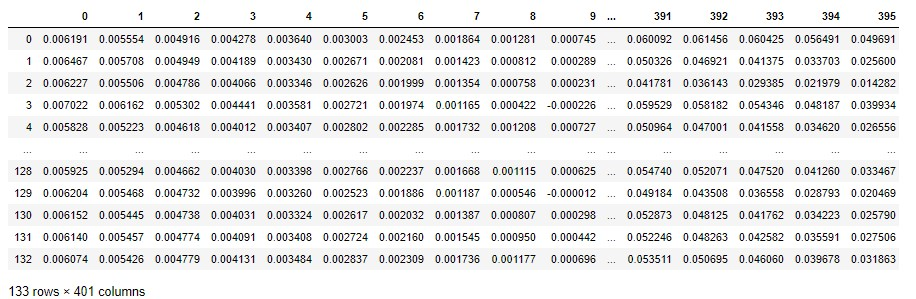 0 1 2 3 4 5 6 7 8 9 ... 391 392 393 394 395
0 0.006191 0.005554 0.004916 0.004278 0.003640 0.003003 0.002453 0.001864 0.001281 0.000745 ... 0.060092 0.061456 0.060425 0.056491 0.049691
1 0.006467 0.005708 0.004949 0.004189 0.003430 0.002671 0.002081 0.001423 0.000812 0.000289 ... 0.050326 0.046921 0.041375 0.033703 0.025600
2 0.006227 0.005506 0.004786 0.004066 0.003346 0.002626 0.001999 0.001354 0.000758 0.000231 ... 0.041781 0.036143 0.029385 0.021979 0.014282
3 0.007022 0.006162 0.005302 0.004441 0.003581 0.002721 0.001974 0.001165 0.000422 -0.000226 ... 0.059529 0.058182 0.054346 0.048187 0.039934
4 0.005828 0.005223 0.004618 0.004012 0.003407 0.002802 0.002285 0.001732 0.001208 0.000727 ... 0.050964 0.047001 0.041558 0.034620 0.026556
... ... ... ... ... ... ... ... ... ... ... ... ... ... ... ... ...
128 0.005925 0.005294 0.004662 0.004030 0.003398 0.002766 0.002237 0.001668 0.001115 0.000625 ... 0.054740 0.052071 0.047520 0.041260 0.033467
129 0.006204 0.005468 0.004732 0.003996 0.003260 0.002523 0.001886 0.001187 0.000546 -0.000012 ... 0.049184 0.043508 0.036558 0.028793 0.020469
130 0.006152 0.005445 0.004738 0.004031 0.003324 0.002617 0.002032 0.001387 0.000807 0.000298 ... 0.052873 0.048125 0.041762 0.034223 0.025790
131 0.006140 0.005457 0.004774 0.004091 0.003408 0.002724 0.002160 0.001545 0.000950 0.000442 ... 0.052246 0.048263 0.042582 0.035591 0.027506
132 0.006074 0.005426 0.004779 0.004131 0.003484 0.002837 0.002309 0.001736 0.001177 0.000696 ... 0.053511 0.050695 0.046060 0.039678 0.031863
133 rows × 401 columns